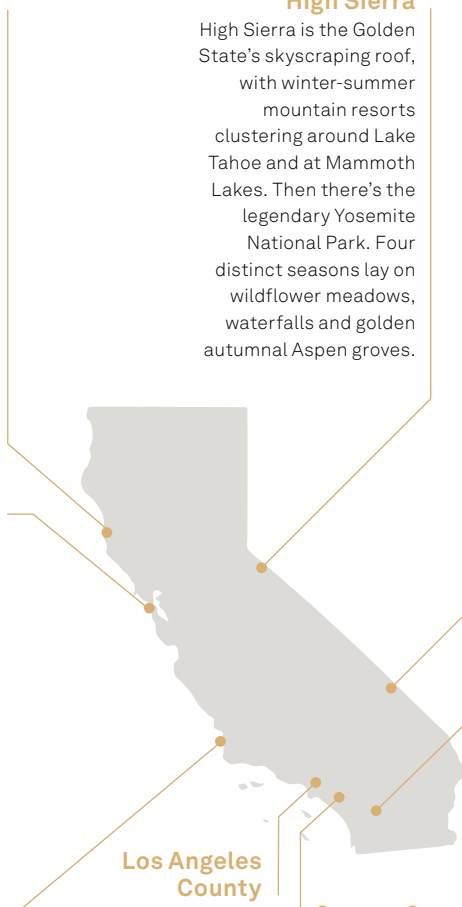 High Sierra
High Sierra is the Golden
State’s skyscraping roof,
with winter-summer
mountain resorts
clustering around Lake
Tahoe and at Mammoth
Lakes. Then there’s the
legendary Yosemite
National Park. Four
distinct seasons lay on
wildflower meadows,
waterfalls and golden
autumnal Aspen groves.
Los Angeles
County